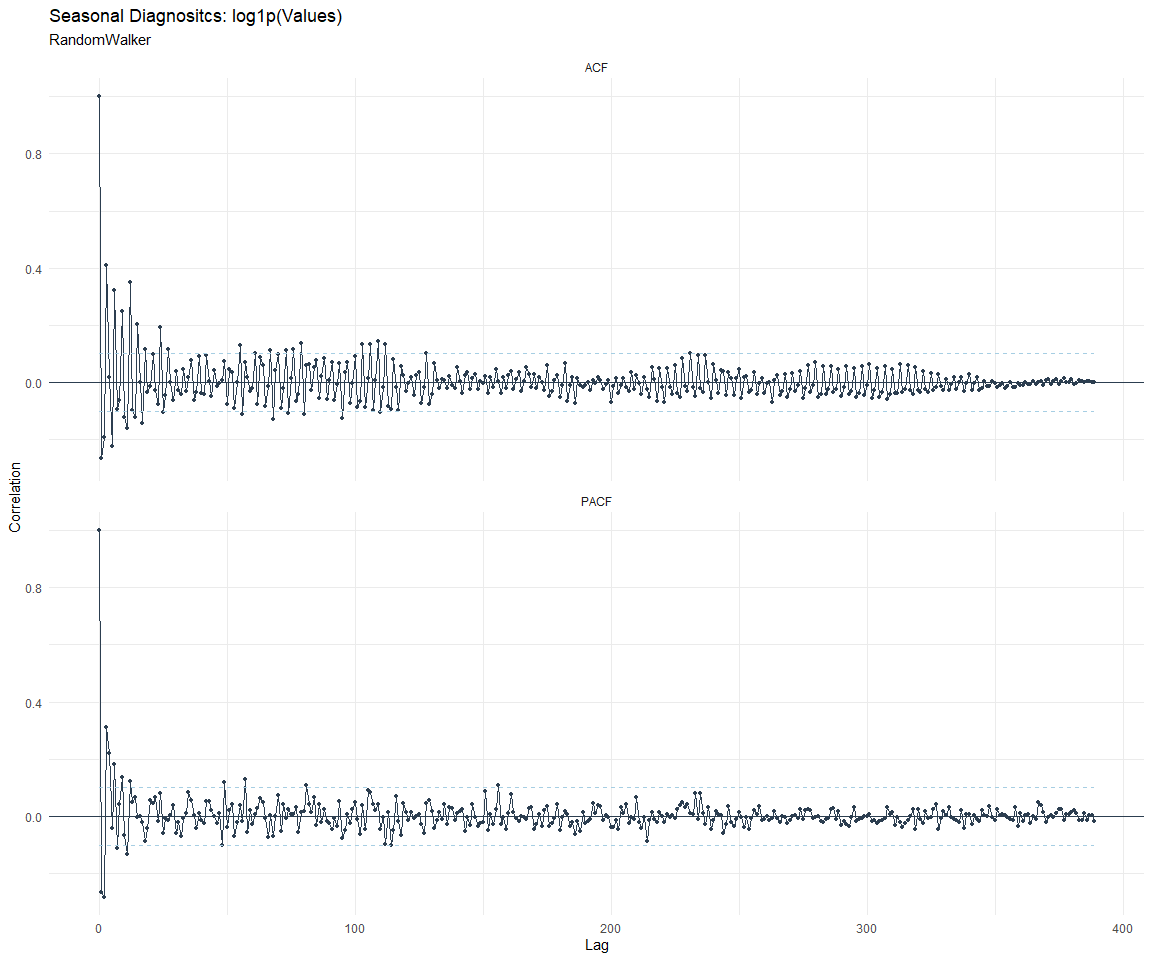 Seasonal Diagnositcs: log1p(Values)
RandomWalker
ACF
0.8
0.4
0.0
Correlation
PACF
0.8
0.4
0.0
0
100
200
300
400
Lag